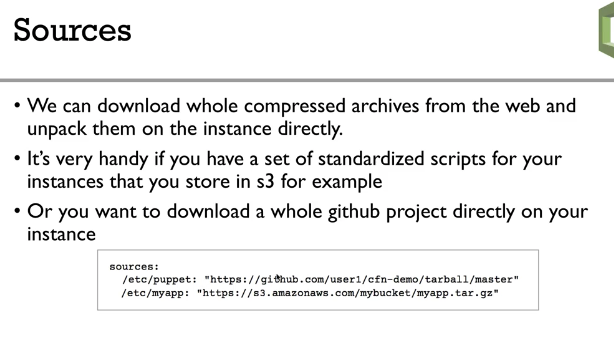 Sources
• We can download whole compressed archives from the web and
unpack them on the instance directly.
• It's very handy if you have a set of standardized scripts for your
instances that you store in s3 for example
• Or you want to download a whole github project directly on your
instance
sources:
/etc/puppet: "https://github.com/user1/cfn-demo/tarball/master"
/etc/myapp: "https://s3.amazonaws.com/mybucket/myapp.tar.gz"